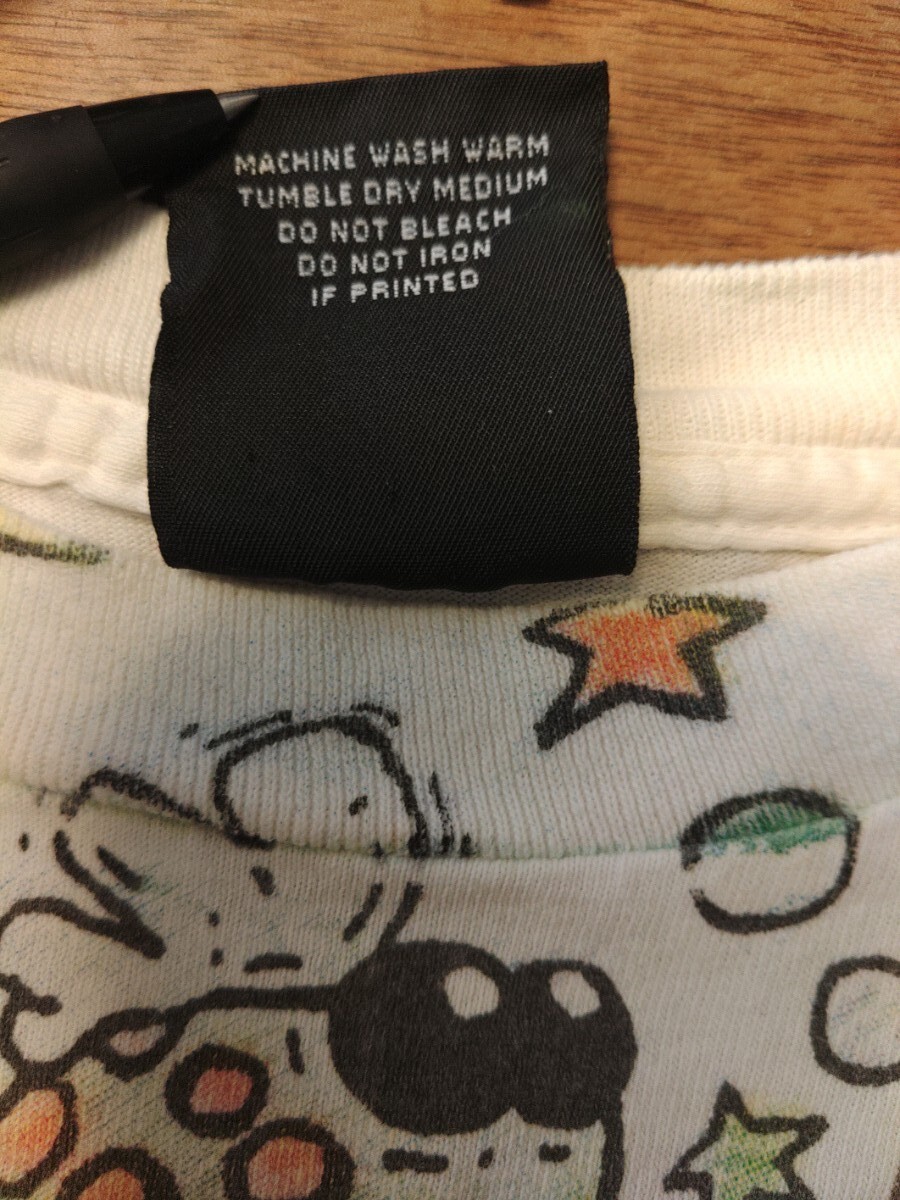 MACHINE WASH WARM
TUMBLE DRY MEDIUM
DO NOT BLEACH
DO NOT IRON
IF PRINTED